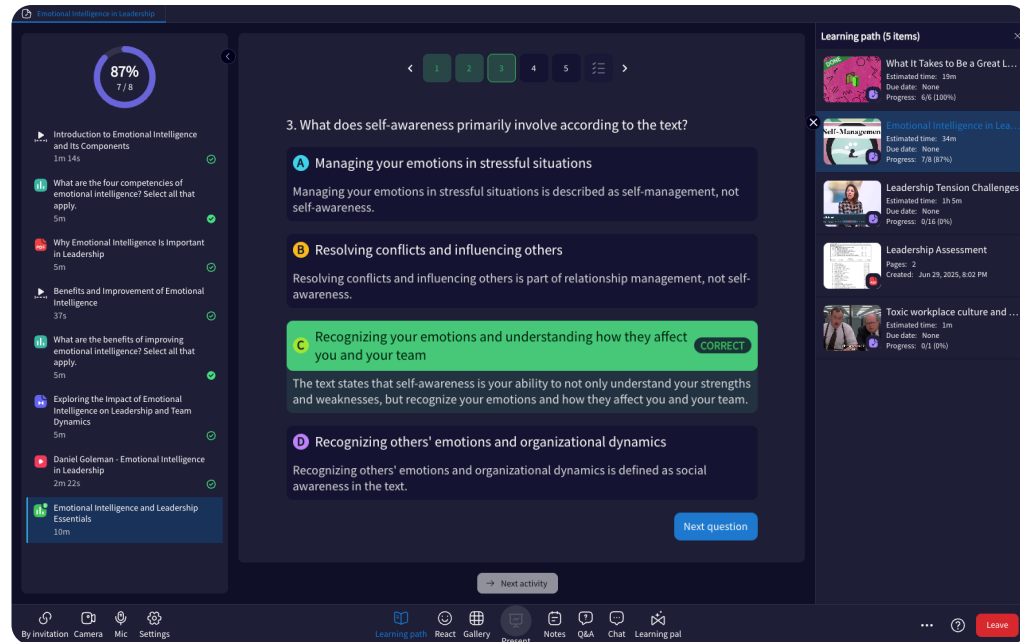 Emotional Intelligence in Leadership
87%
7 / 8
Introduction to Emotional Intelligence
and Its Components
1m 14s
What are the four competencies of
emotional intelligence? Select all that
apply.
5m
Why Emotional Intelligence Is Important
in Leadership
5m
Benefits and Improvement of Emotional
Intelligence
37s
What are the benefits of improving
emotional intelligence? Select all that
apply.
5m
Exploring the Impact of Emotional
Intelligence on Leadership and Team
Dynamics
5m
Daniel Goleman - Emotional Intelligence
in Leadership
2m 22s
Emotional Intelligence and Leadership
Essentials
10m
1 2 3 4 5
3. What does self-awareness primarily involve according to the text?
A Managing your emotions in stressful situations
Managing your emotions in stressful situations is described as self-management, not
self-awareness.
B Resolving conflicts and influencing others
Resolving conflicts and influencing others is part of relationship management, not self-
awareness.
C Recognizing your emotions and understanding how they affect
you and your team
CORRECT
The text states that self-awareness is your ability to not only understand your strengths
and weaknesses, but recognize your emotions and how they affect you and your team.
D Recognizing others' emotions and organizational dynamics
Recognizing others' emotions and organizational dynamics is defined as social
awareness in the text.
Next question
→ Next activity
Learning path (5 items)
DONE
What It Takes to Be a Great L...
Estimated time: 19m
Due date: None
Progress: 6/6 (100%)
Self-Managemen
Emotional Intelligence in Lea...
Estimated time: 34m
Due date: None
Progress: 7/8 (87%)
Leadership Tension Challenges
Estimated time: 1h 5m
Due date: None
Progress: 0/16 (0%)
Leadership Assessment
Pages: 2
Created: Jun 29, 2025, 8:02 PM
PDF
Toxic workplace culture and ...
Estimated time: 1m
Due date: None
Progress: 0/1 (0%)
By invitation Camera Mic Settings
Learning path React Gallery Present Notes Q&A Chat Learning pal
Leave